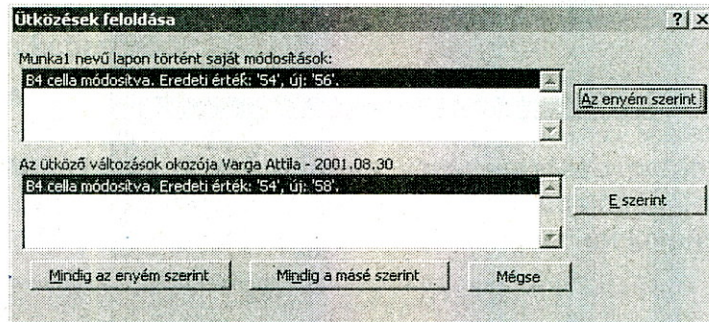 Ütközések feloldása
? ×
Munka1 nevű lapon történt saját módosítások:
B4 cella módosítva. Eredeti érték: '54', új: '56'.
Az enyém szerint
Az ütköző változások okozója Varga Attila - 2001.08.30
B4 cella módosítva. Eredeti érték: '54', új: '58'.
E szerint
Mindig az enyém szerint
Mindig a másé szerint
Mégse